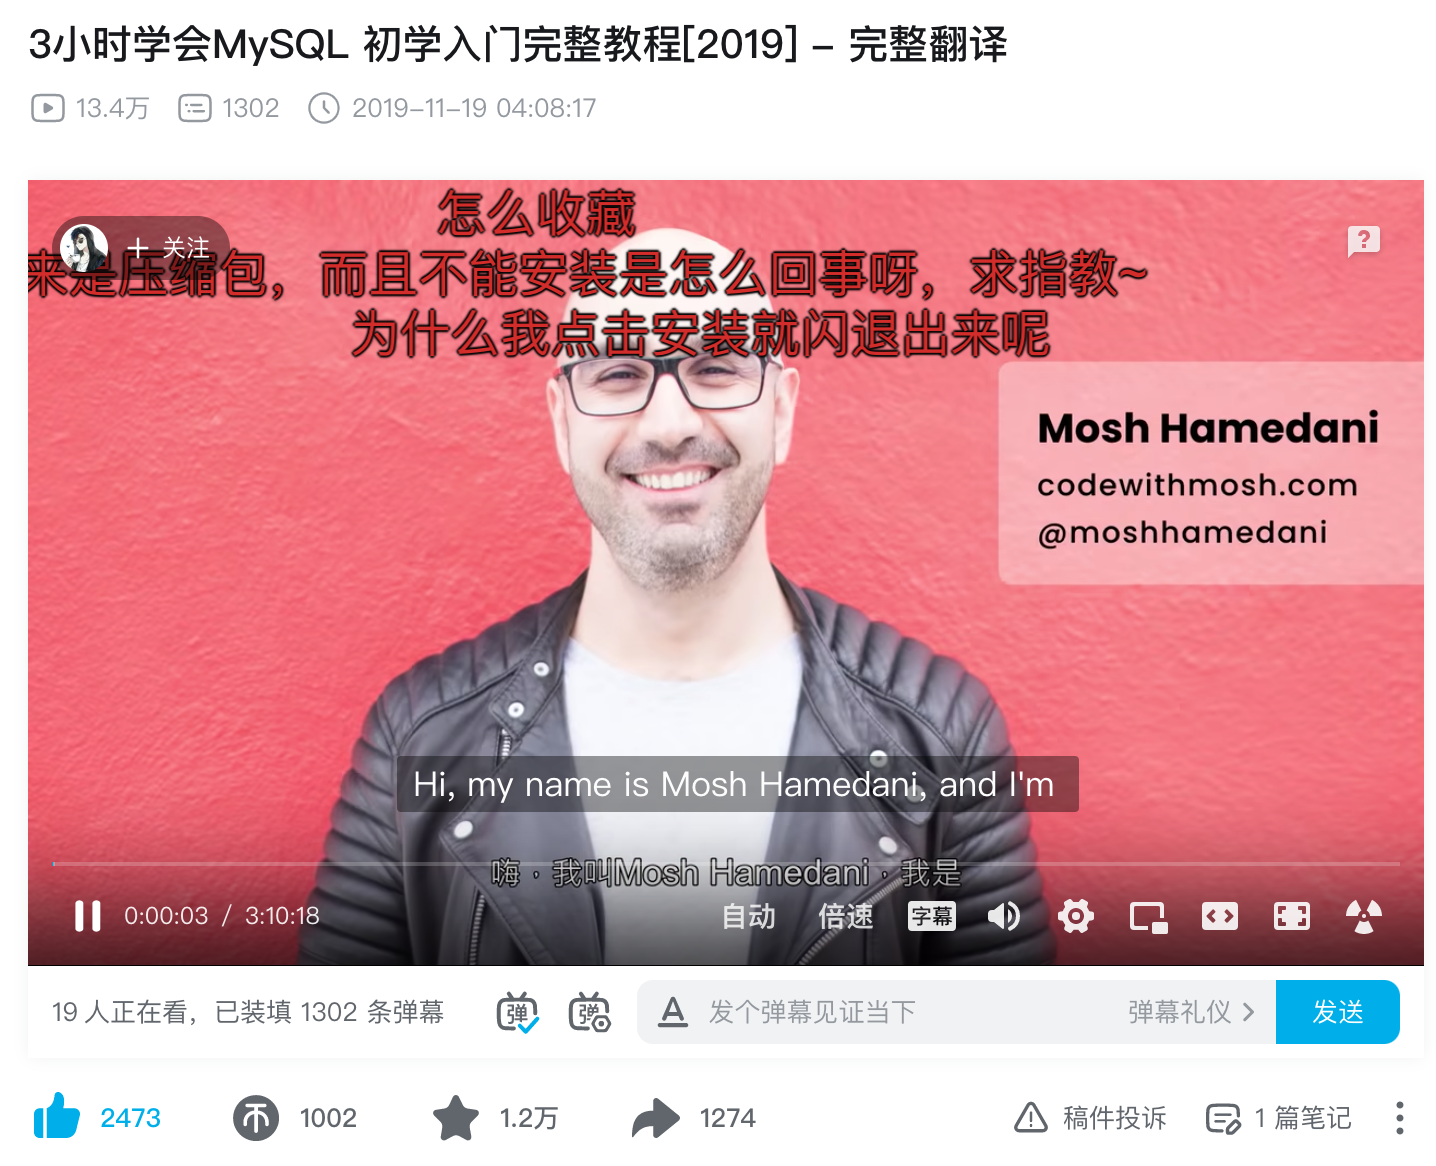 3小时学会MySQL 初学入门完整教程[2019] – 完整翻译
13.4万 1302 2019-11-19 04:08:17
怎么收藏
+ 关注
来是压缩包，而且不能安装是怎么回事呀，求指教~
为什么我点击安装就闪退出来呢
Mosh Hamedani
codewithmosh.com
@moshhamedani
Hi, my name is Mosh Hamedani, and I'm
嗨，我叫Mosh Hamedani，我是
0:00:03 / 3:10:18 自动 倍速 字幕
19 人正在看，已装填 1302 条弹幕 弹 弹 A 发个弹幕见证当下 弹幕礼仪 > 发送
2473 1002 1.2万 1274 稿件投诉 1 篇笔记